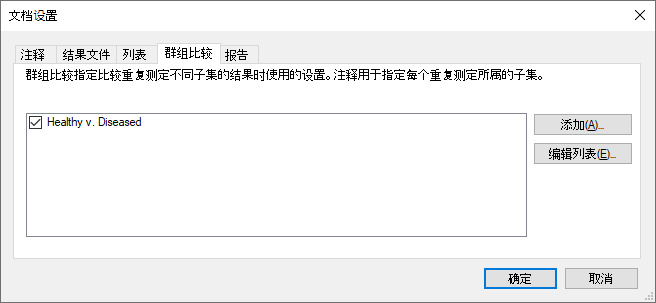 文档设置
注释 结果文件 列表 群组比较 报告
群组比较指定比较重复测定不同子集的结果时使用的设置。注释用于指定每个重复测定所属的子集。
Healthy v. Diseased
添加(A)...
编辑列表(E)...
确定 取消